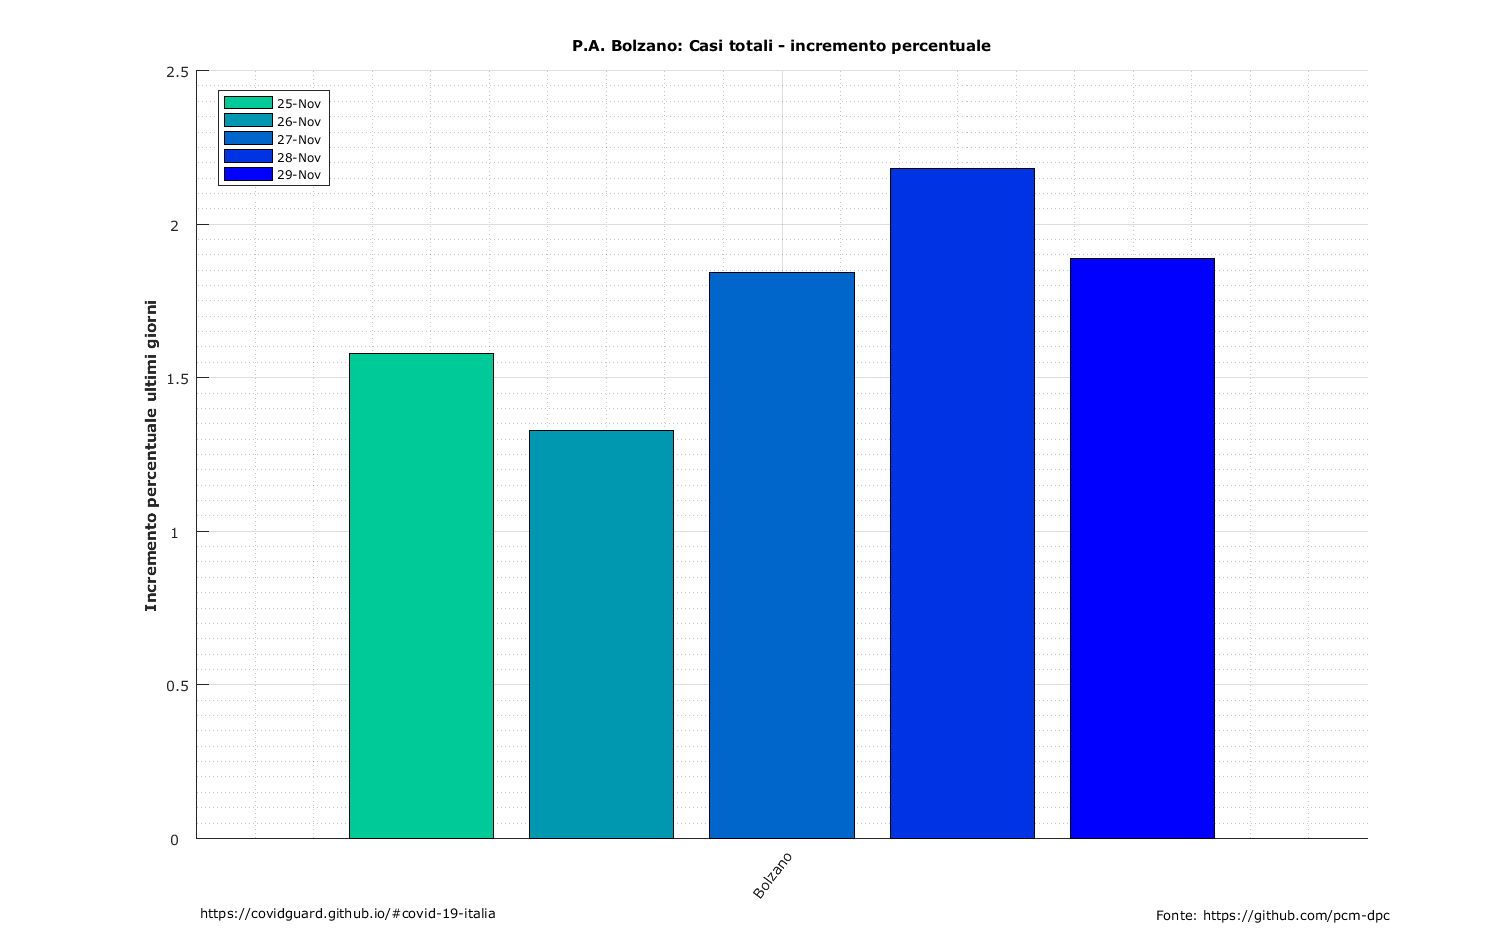 P.A. Bolzano: Casi totali - incremento percentuale
2.5
25-Nov
26-Nov
27-Nov
28-Nov
29-Nov
2
1.5
1
0.5
0
Incremento percentuale ultimi giorni
Bolzano
https://covidguard.github.io/#covid-19-italia
Fonte: https://github.com/pcm-dpc